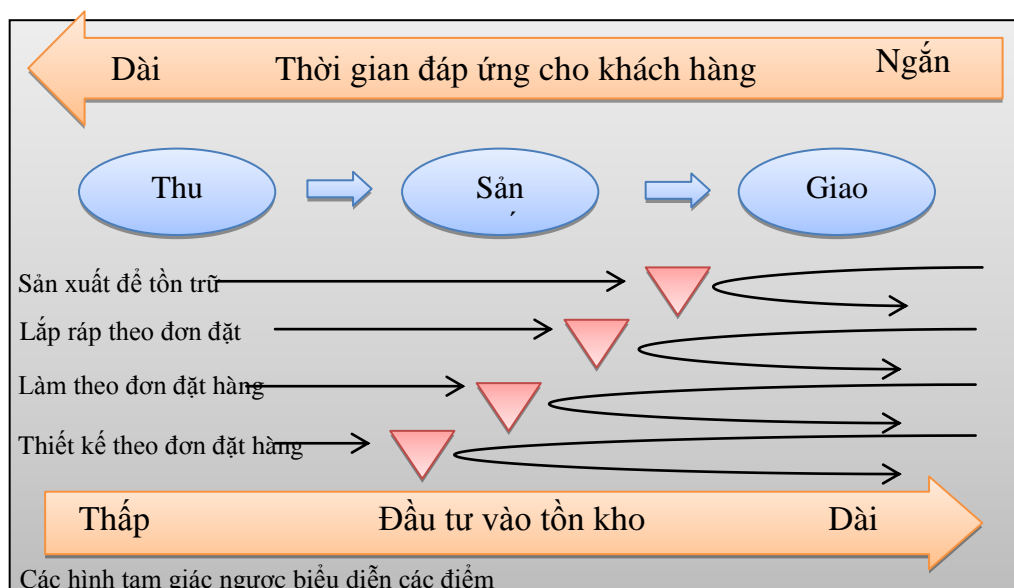 Dài Thời gian đáp ứng cho khách hàng Ngắn
Thu Sản Giao
Sản xuất để tồn trữ
Lắp ráp theo đơn đặt
Làm theo đơn đặt hàng
Thiết kế theo đơn đặt hàng
Thấp Đầu tư vào tồn kho Dài
Các hình tam giác ngược biểu diễn các điểm